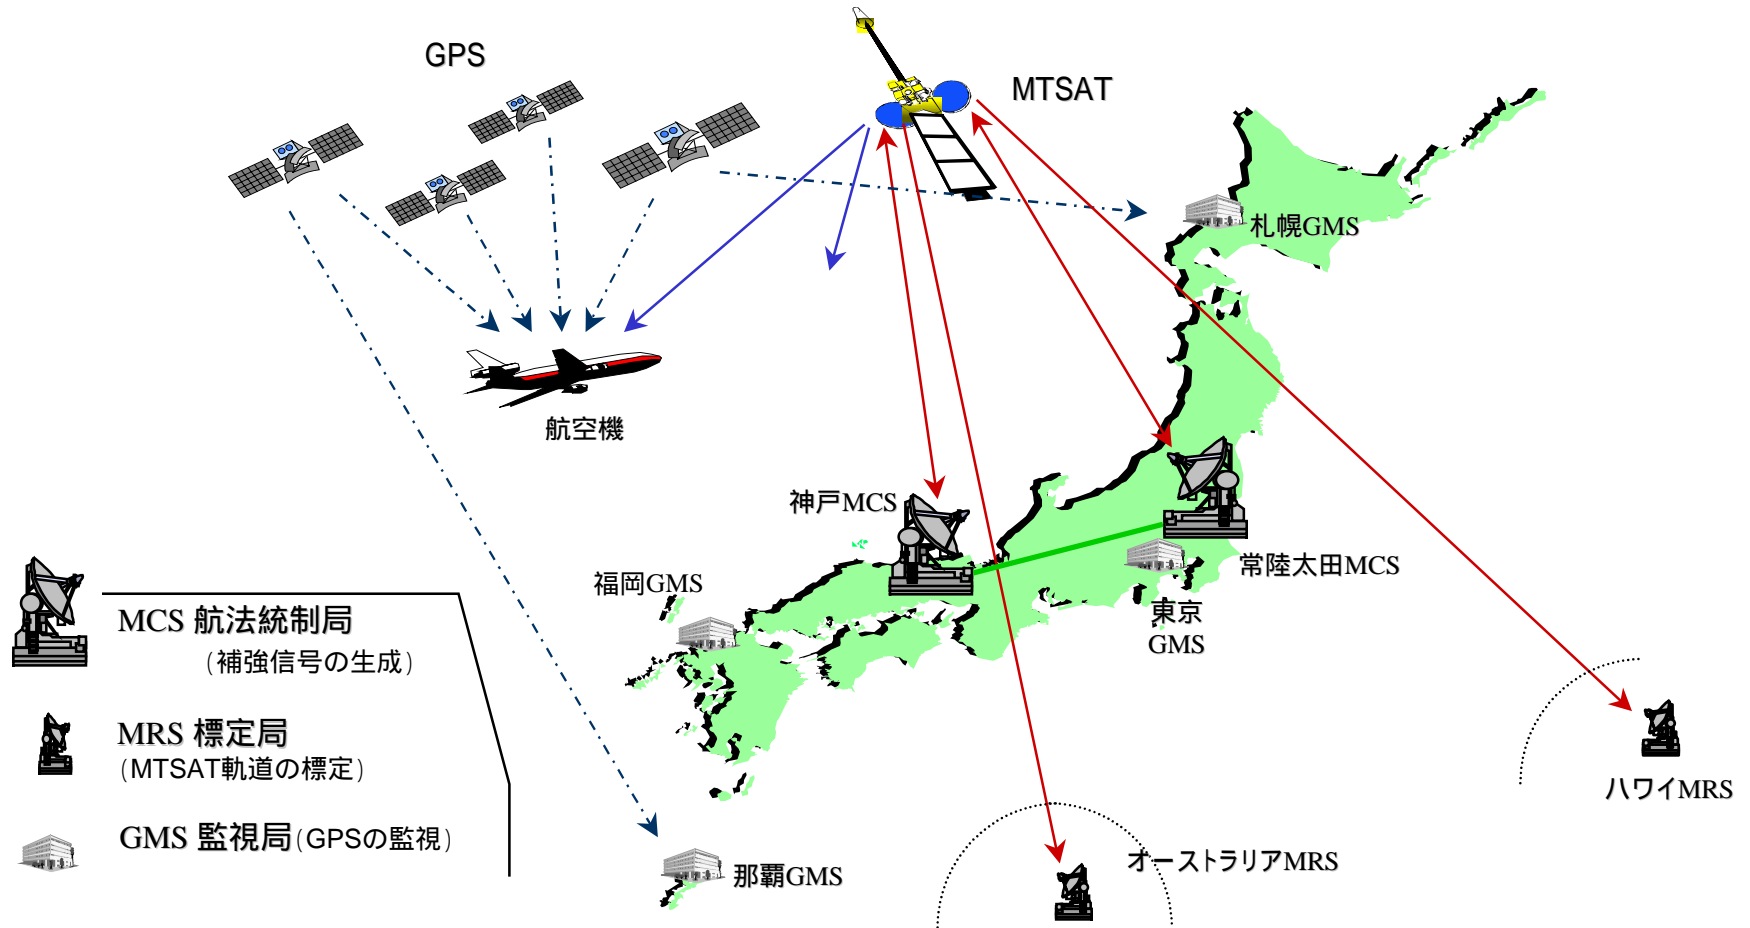 GPS
MTSAT
札幌GMS
航空機
神戸MCS
常陸太田MCS
福岡GMS
東京
GMS
MCS 航法統制局
(補強信号の生成)
MRS 標定局
(MTSAT軌道の標定)
ハワイMRS
GMS 監視局(GPSの監視)
オーストラリアMRS
那覇GMS